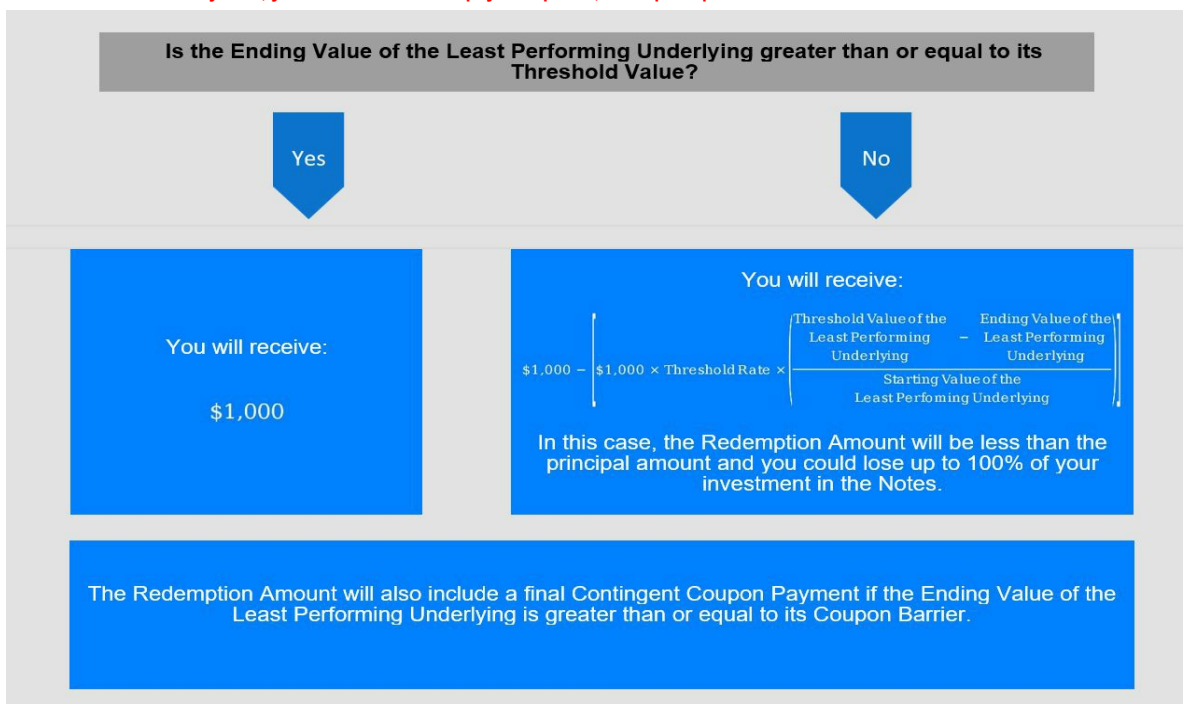 Is the Ending Value of the Least Performing Underlying greater than or equal to its
Threshold Value?
Yes
No
You will receive:
$1,000
You will receive:
$1,000 − [$1,000 × Threshold Rate × (Threshold Value of the Least Performing Underlying − Ending Value of the Least Performing Underlying) / Starting Value of the Least Perfoming Underlying]
In this case, the Redemption Amount will be less than the
principal amount and you could lose up to 100% of your
investment in the Notes.
The Redemption Amount will also include a final Contingent Coupon Payment if the Ending Value of the
Least Performing Underlying is greater than or equal to its Coupon Barrier.